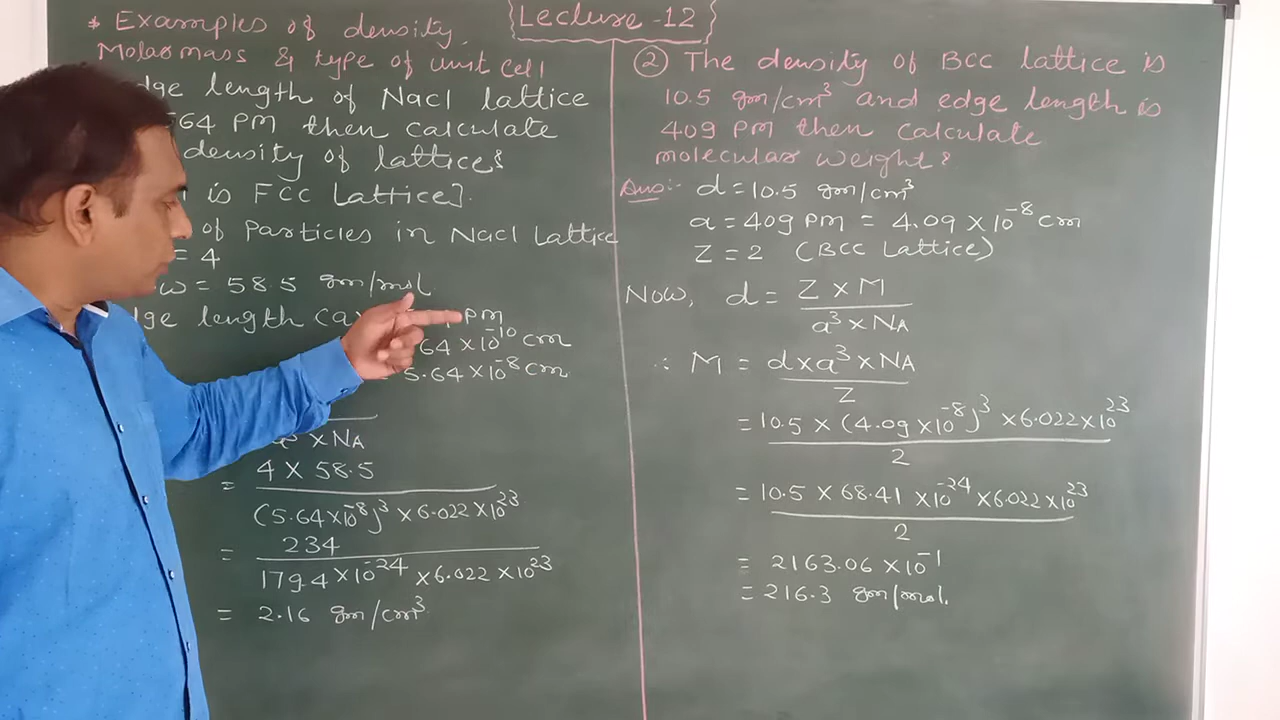 Lecture-12
* Examples of density,
Molar mass & type of unit cell
edge length of Nacl lattice
564 PM then calculate
density of lattice?
is FCC Lattice].
of Particles in Nacl Lattice
= 4
w = 58.5 gm/mol
length (a) PM
64 × 10⁻¹⁰ cm
= 5.64 × 10⁻⁸ cm
a³ × NA
= 4 × 58.5
(5.64×10⁻⁸)³ × 6.022 × 10²³
= 234
179.4 × 10⁻²⁴ × 6.022 × 10²³
= 2.16 gm/cm³
② The density of BCC lattice is
10.5 gm/cm³ and edge length is
409 PM then calculate
molecular weight?
Ans:- d = 10.5 gm/cm³
a = 409 PM = 4.09 × 10⁻⁸ cm
Z = 2 (BCC Lattice)
Now, d = Z × M
a³ × NA
∴ M = d × a³ × NA
Z
= 10.5 × (4.09 × 10⁻⁸)³ × 6.022 × 10²³
2
= 10.5 × 68.41 × 10⁻²⁴ × 6.022 × 10²³
2
= 2163.06 × 10⁻¹
= 216.3 gm/mol.